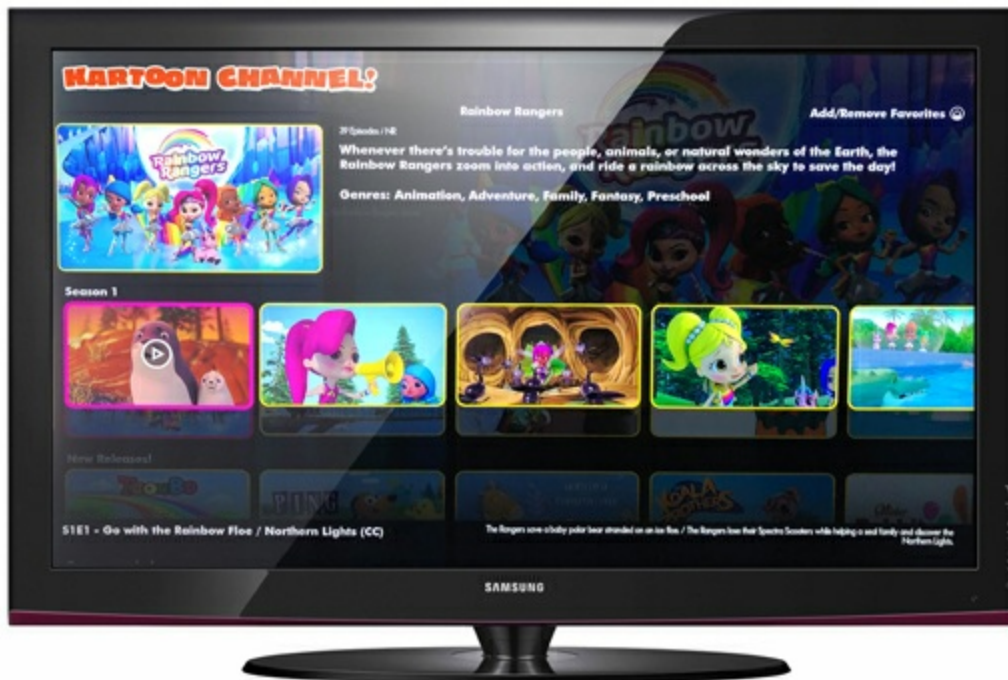 KARTOON CHANNEL!
Rainbow Rangers
Add/Remove Favorites
Rainbow Rangers
39 Episodes / NR
Whenever there's trouble for the people, animals, or natural wonders of the Earth, the
Rainbow Rangers zoom into action, and ride a rainbow across the sky to save the day!
Genres: Animation, Adventure, Family, Fantasy, Preschool
Season 1
New Releases!
KOALA
S1E1 - Go with the Rainbow Floe / Northern Lights (CC)
The Rangers save a baby polar bear stranded on an ice floe / The Rangers lose their Spectra Scooters while helping a seal family and discover the
Northern Lights.
SAMSUNG